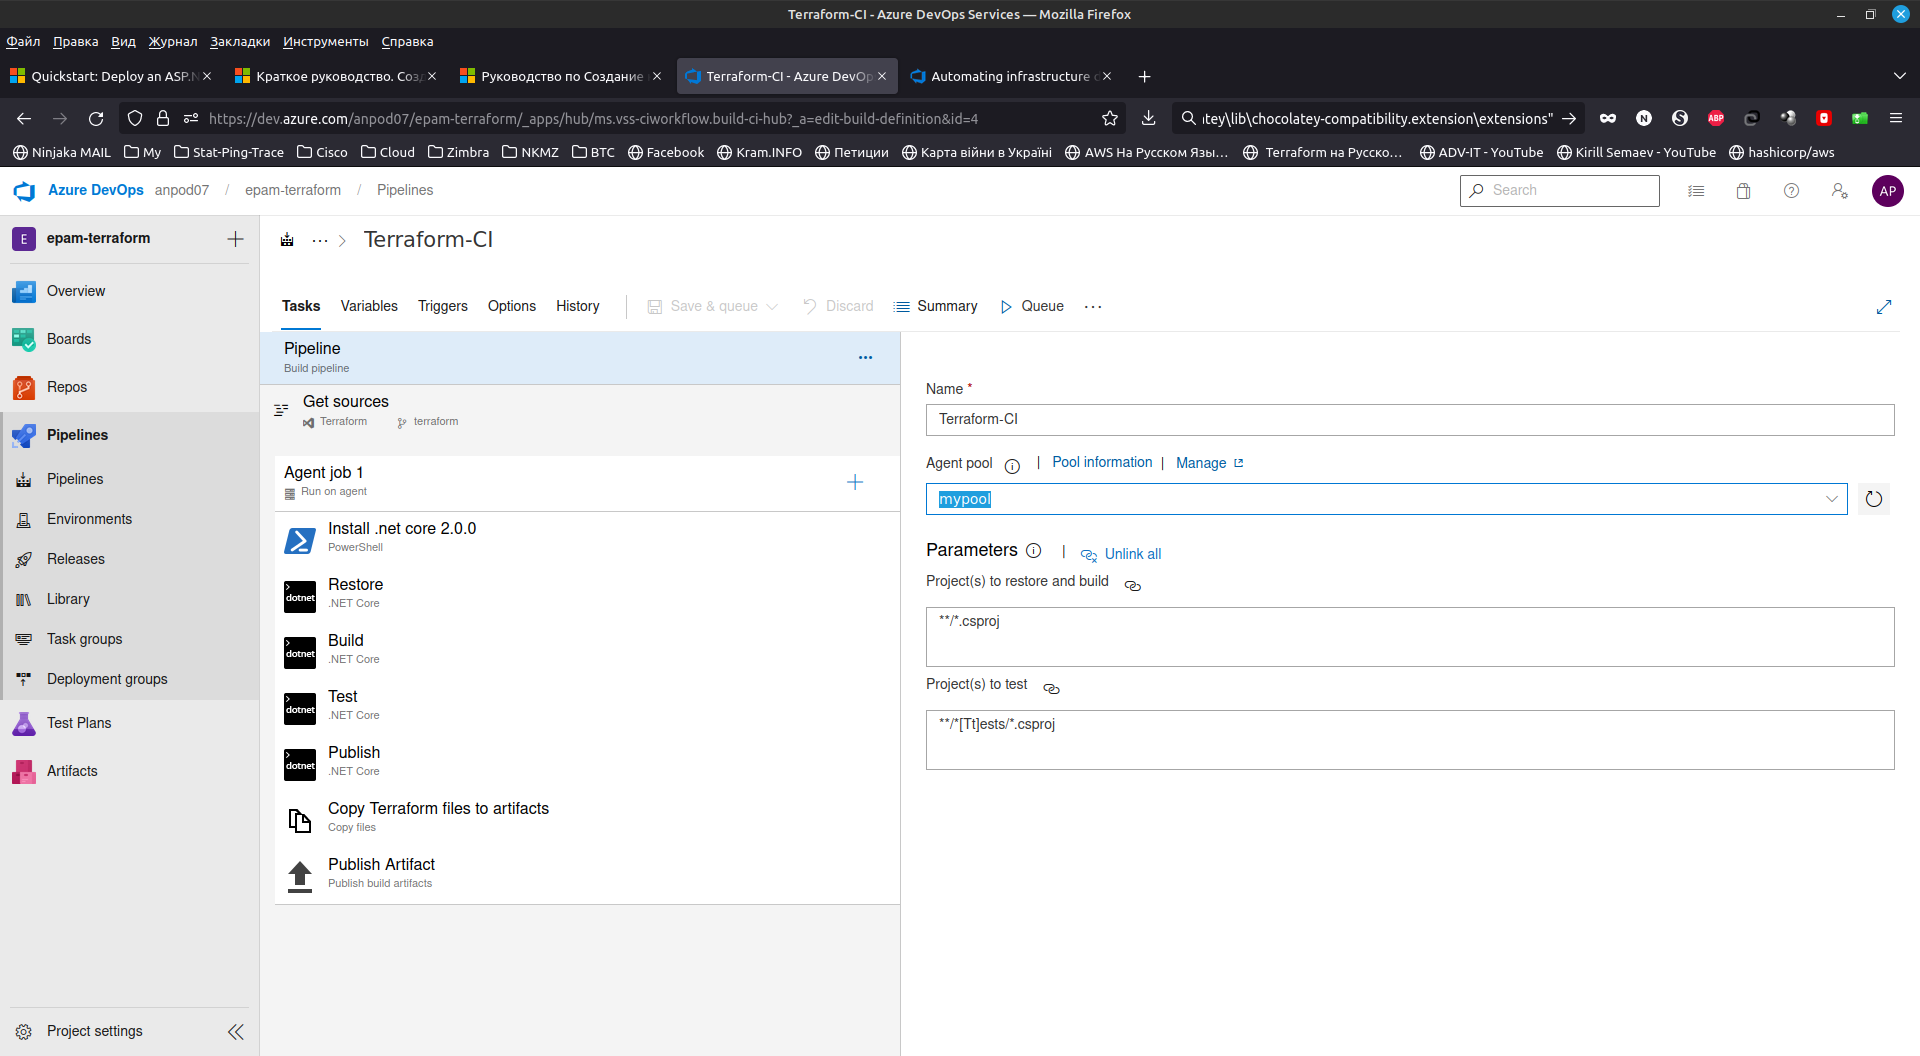 Terraform-CI - Azure DevOps Services — Mozilla Firefox
Файл Правка Вид Журнал Закладки Инструменты Справка
Quickstart: Deploy an ASP.N
Краткое руководство. Созд
Руководство по Создание
Terraform-CI - Azure DevOp
Automating infrastructure d
https://dev.azure.com/anpod07/epam-terraform/_apps/hub/ms.vss-ciworkflow.build-ci-hub?_a=edit-build-definition&id=4
tey\lib\chocolatey-compatibility.extension\extensions"
N
S
ABP
Ninjaka MAIL My Stat-Ping-Trace Cisco Cloud Zimbra NKMZ BTC Facebook Kram.INFO Петиции Карта війни в Україні AWS На Русском Язы… Terraform на Русско… ADV-IT - YouTube Kirill Semaev - YouTube hashicorp/aws
Azure DevOps anpod07 / epam-terraform / Pipelines
Search
AP
E epam-terraform
Overview
Boards
Repos
Pipelines
Pipelines
Environments
Releases
Library
Task groups
Deployment groups
Test Plans
Artifacts
Project settings
··· > Terraform-CI
Tasks Variables Triggers Options History Save & queue Discard Summary Queue ···
Pipeline
Build pipeline
Get sources
Terraform terraform
Agent job 1
Run on agent
Install .net core 2.0.0
PowerShell
dotnet
Restore
.NET Core
dotnet
Build
.NET Core
dotnet
Test
.NET Core
dotnet
Publish
.NET Core
Copy Terraform files to artifacts
Copy files
Publish Artifact
Publish build artifacts
Name *
Terraform-CI
Agent pool | Pool information | Manage
mypool
Parameters | Unlink all
Project(s) to restore and build
**/*.csproj
Project(s) to test
**/*[Tt]ests/*.csproj